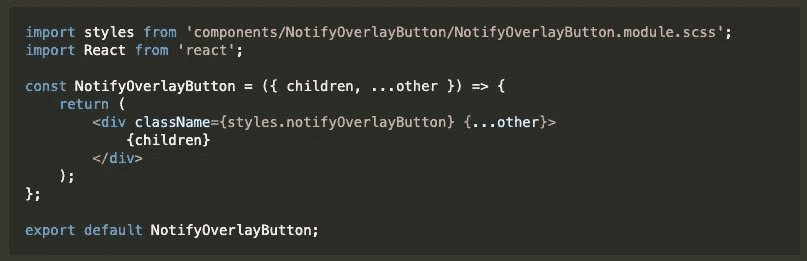 import styles from 'components/NotifyOverlayButton/NotifyOverlayButton.module.scss';
import React from 'react';

const NotifyOverlayButton = ({ children, ...other }) => {
    return (
        <div className={styles.notifyOverlayButton} {...other}>
            {children}
        </div>
    );
};

export default NotifyOverlayButton;